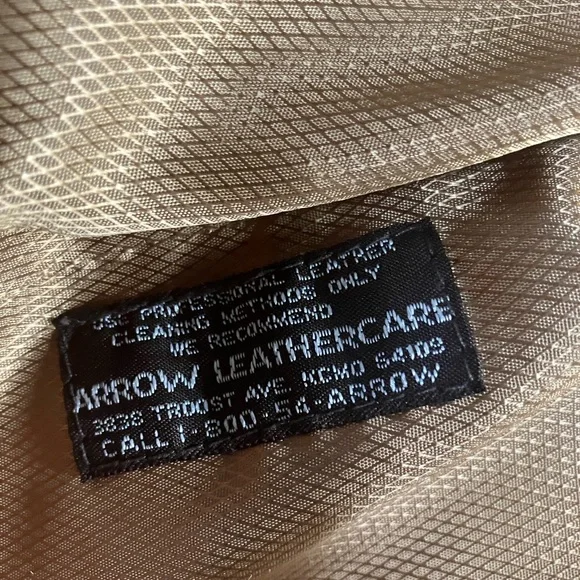 USE PROFESSIONAL LEATHER
CLEANING METHODS ONLY
WE RECOMMEND
ARROW LEATHERCARE
3838 TROOST AVE. KCMO 64109
CALL 1-800-54-ARROW